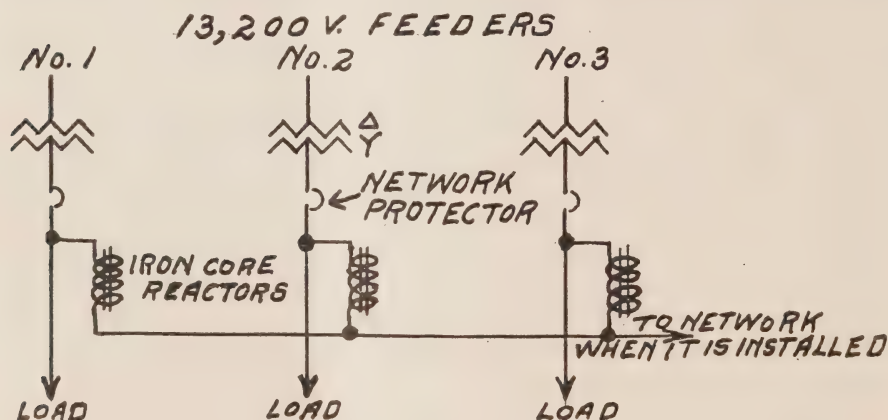 13,200 V. FEEDERS
No. 1
No. 2
No. 3
Δ
Y
NETWORK
PROTECTOR
IRON CORE
REACTORS
TO NETWORK
WHEN IT IS INSTALLED
LOAD
LOAD
LOAD